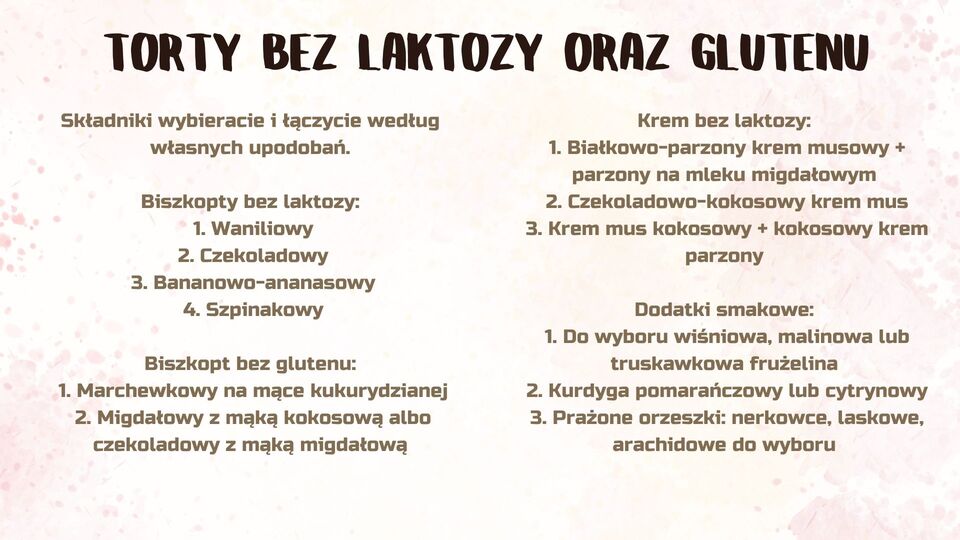 TORTY BEZ LAKTOZY ORAZ GLUTENU
Składniki wybieracie i łączycie według
własnych upodobań.
Biszkopty bez laktozy:
1. Waniliowy
2. Czekoladowy
3. Bananowo-ananasowy
4. Szpinakowy
Biszkopt bez glutenu:
1. Marchewkowy na mące kukurydzianej
2. Migdałowy z mąką kokosową albo
czekoladowy z mąką migdałową
Krem bez laktozy:
1. Białkowo-parzony krem musowy +
parzony na mleku migdałowym
2. Czekoladowo-kokosowy krem mus
3. Krem mus kokosowy + kokosowy krem
parzony
Dodatki smakowe:
1. Do wyboru wiśniowa, malinowa lub
truskawkowa frużelina
2. Kurdyga pomarańczowy lub cytrynowy
3. Prażone orzeszki: nerkowce, laskowe,
arachidowe do wyboru